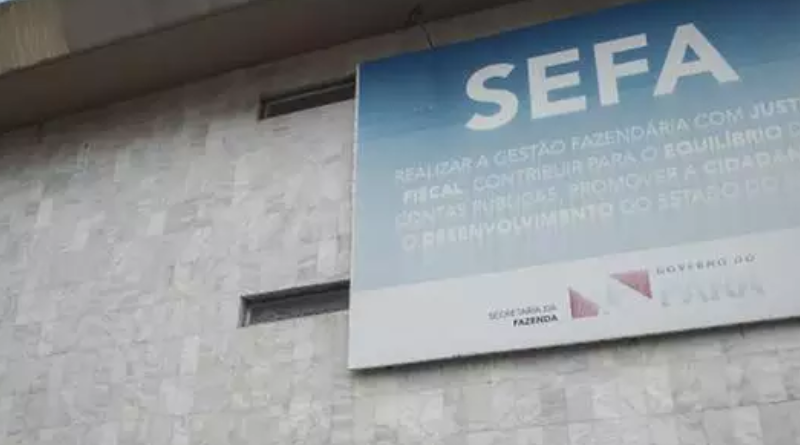 SEFA
REALIZAR A GESTÃO FAZENDÁRIA COM JUST
FISCAL, CONTRIBUIR PARA O EQUILÍBRIO D
CONTAS PÚBLICAS, PROMOVER A CIDADAN
O DESENVOLVIMENTO DO ESTADO DO
SECRETARIA DA
FAZENDA
GOVERNO DO
PARÁ